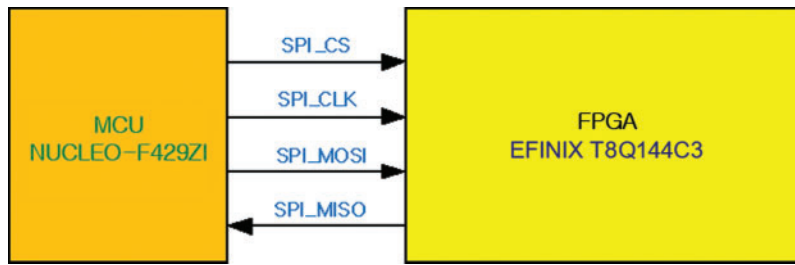 MCU
NUCLEO-F429ZI
SPI_CS
SPI_CLK
SPI_MOSI
SPI_MISO
FPGA
EFINIX T8Q144C3